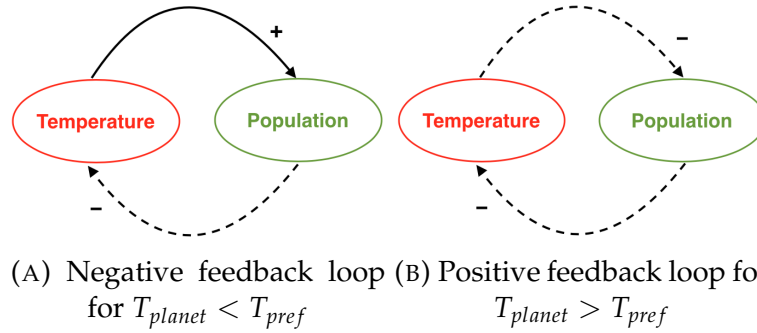 +
–
Temperature
Population
Temperature
Population
–
–
(A) Negative feedback loop
for T_planet < T_pref
(B) Positive feedback loop fo
T_planet > T_pref